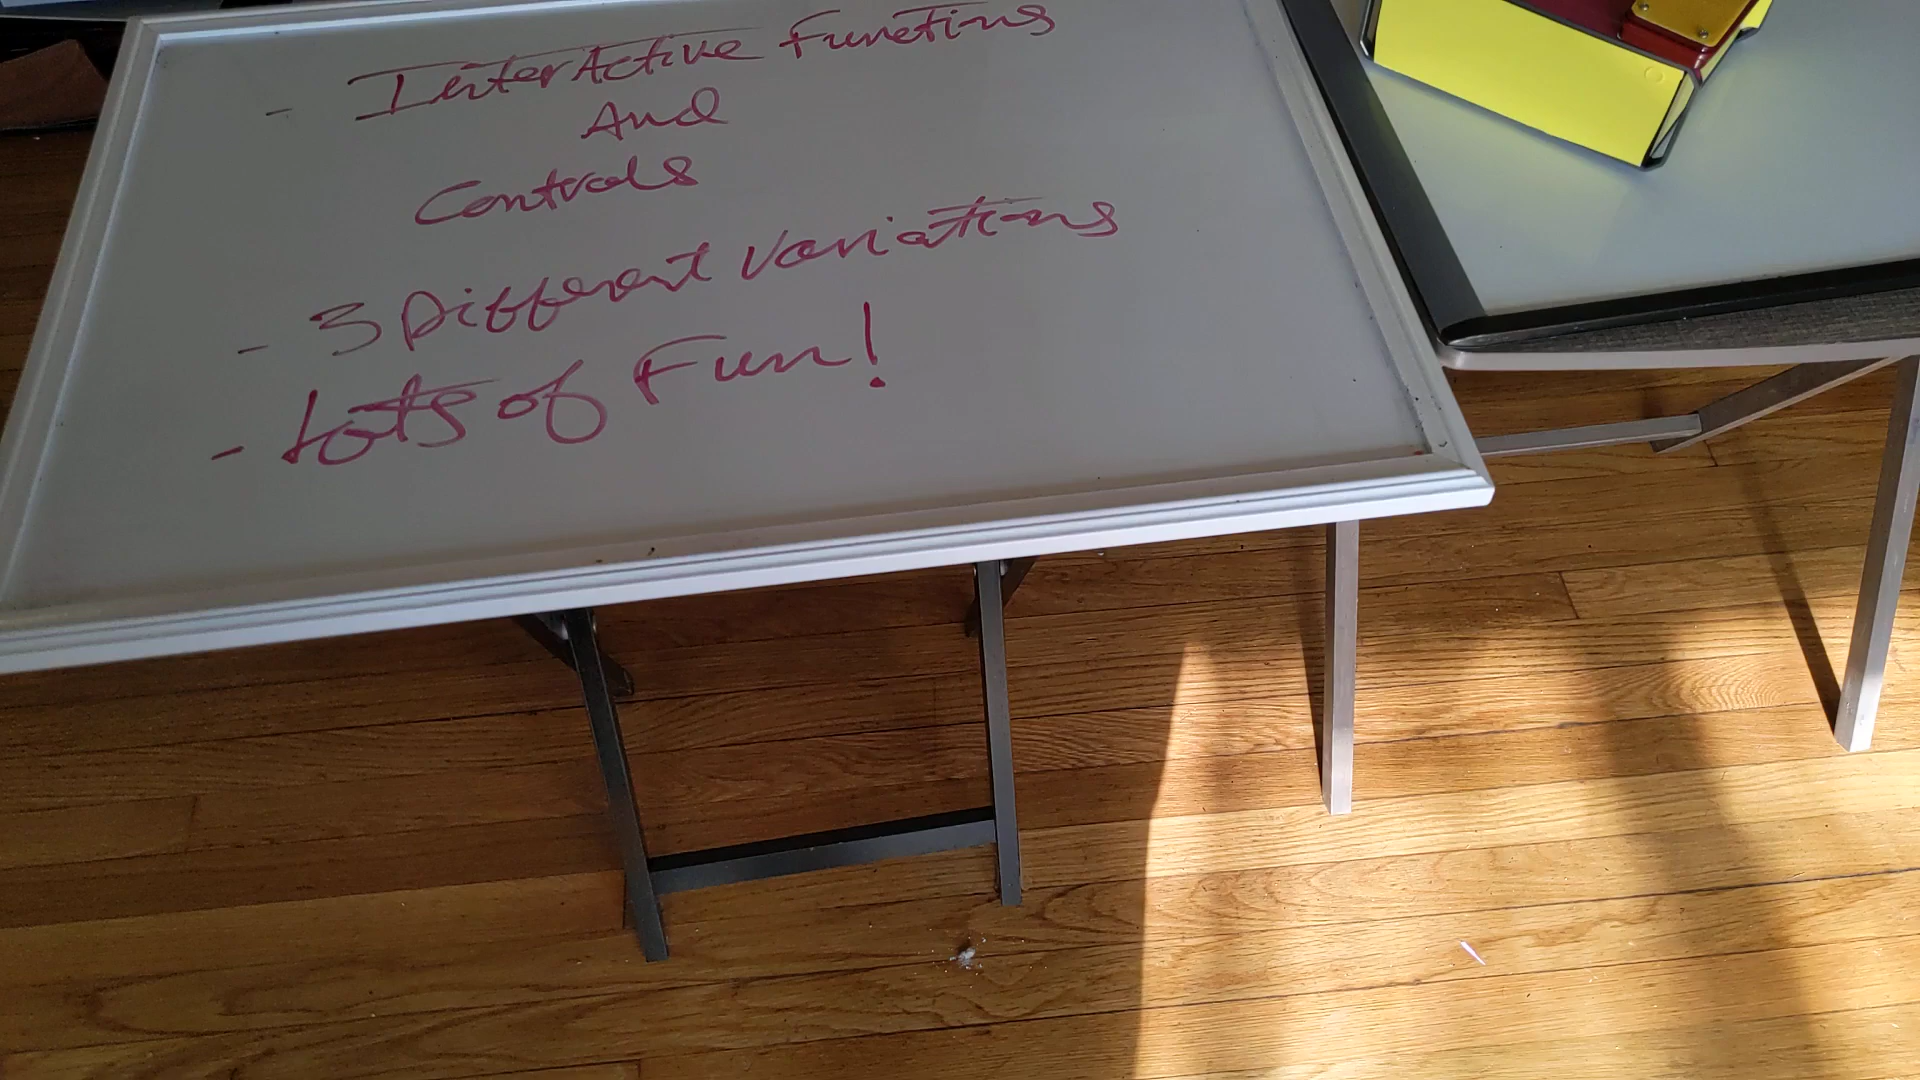 - InterActive Functions
And
Controls
- 3 Different Variations
- Lots of Fun!